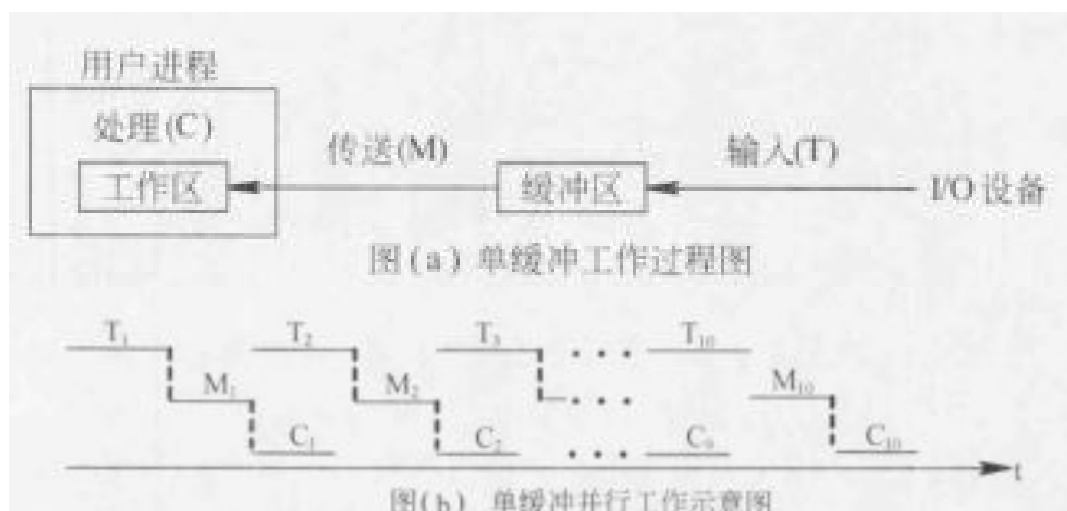 用户进程
处理(C)
工作区
传送(M)
缓冲区
输入(T)
I/O 设备
图(a) 单缓冲工作过程图
T₁ T₂ T₃ • • • T₁₀
M₁ M₂ • • • M₁₀
C₁ C₂ • • • C₉ C₁₀
t
图(b) 单缓冲并行工作示意图